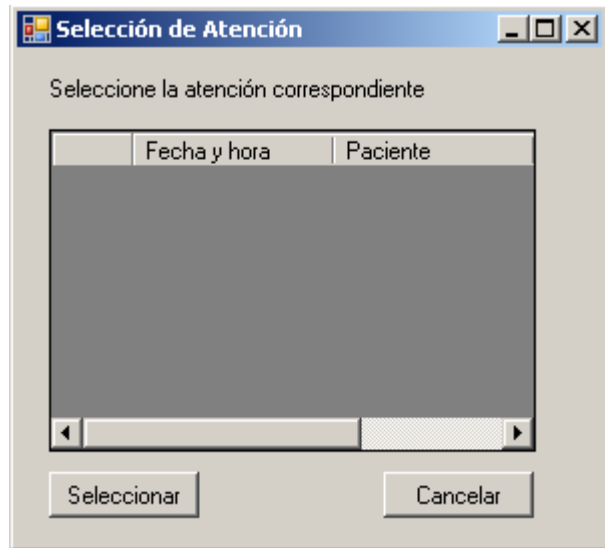 Selección de Atención
Seleccione la atención correspondiente
Fecha y hora Paciente
Seleccionar Cancelar